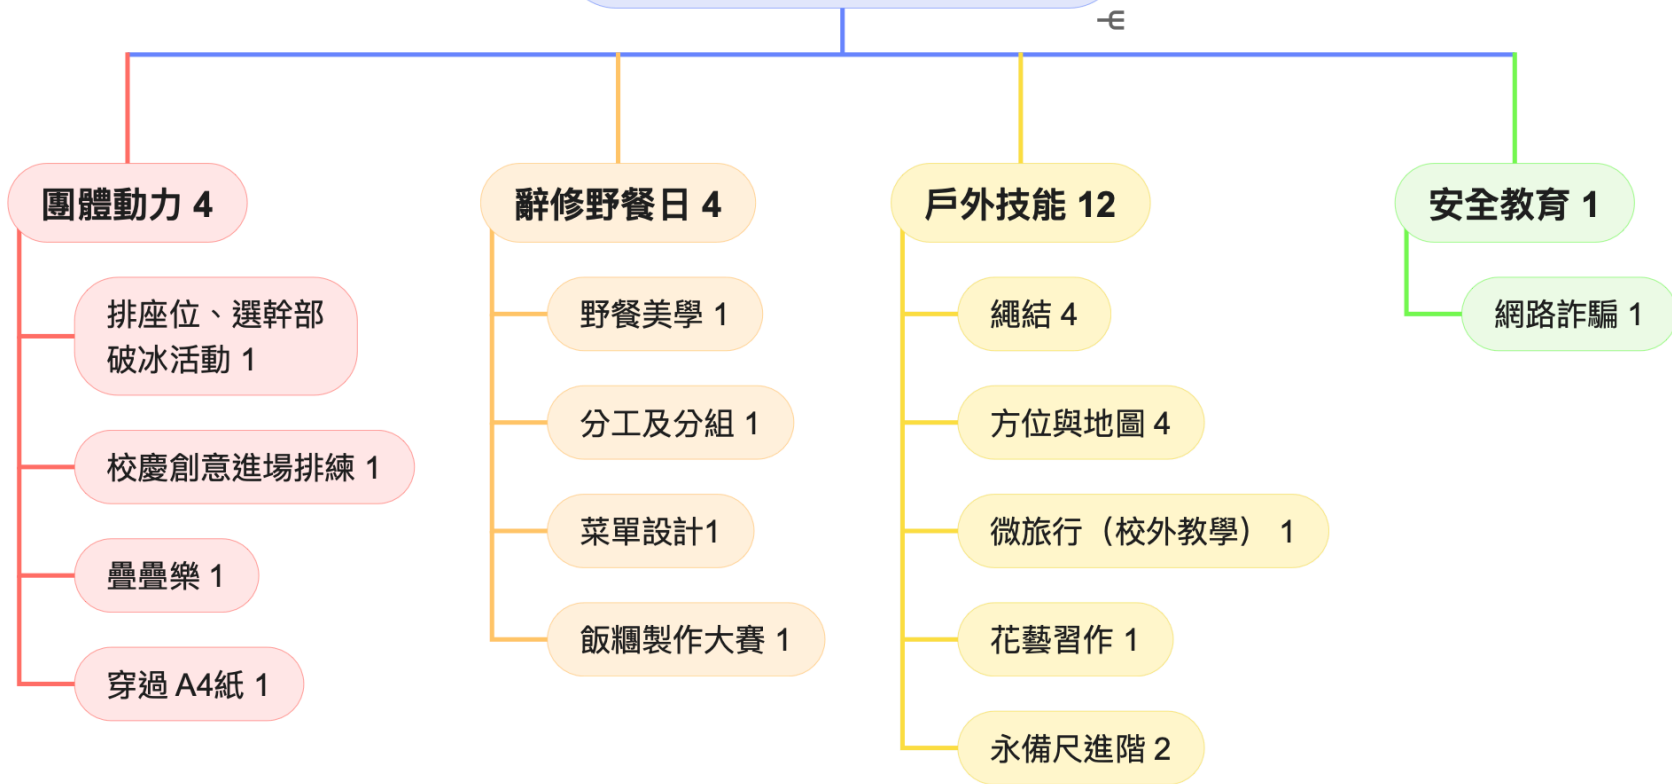 團體動力 4
排座位、選幹部
破冰活動 1
校慶創意進場排練 1
疊疊樂 1
穿過 A4紙 1
辭修野餐日 4
野餐美學 1
分工及分組 1
菜單設計1
飯糰製作大賽 1
戶外技能 12
繩結 4
方位與地圖 4
微旅行（校外教學） 1
花藝習作 1
永備尺進階 2
安全教育 1
網路詐騙 1